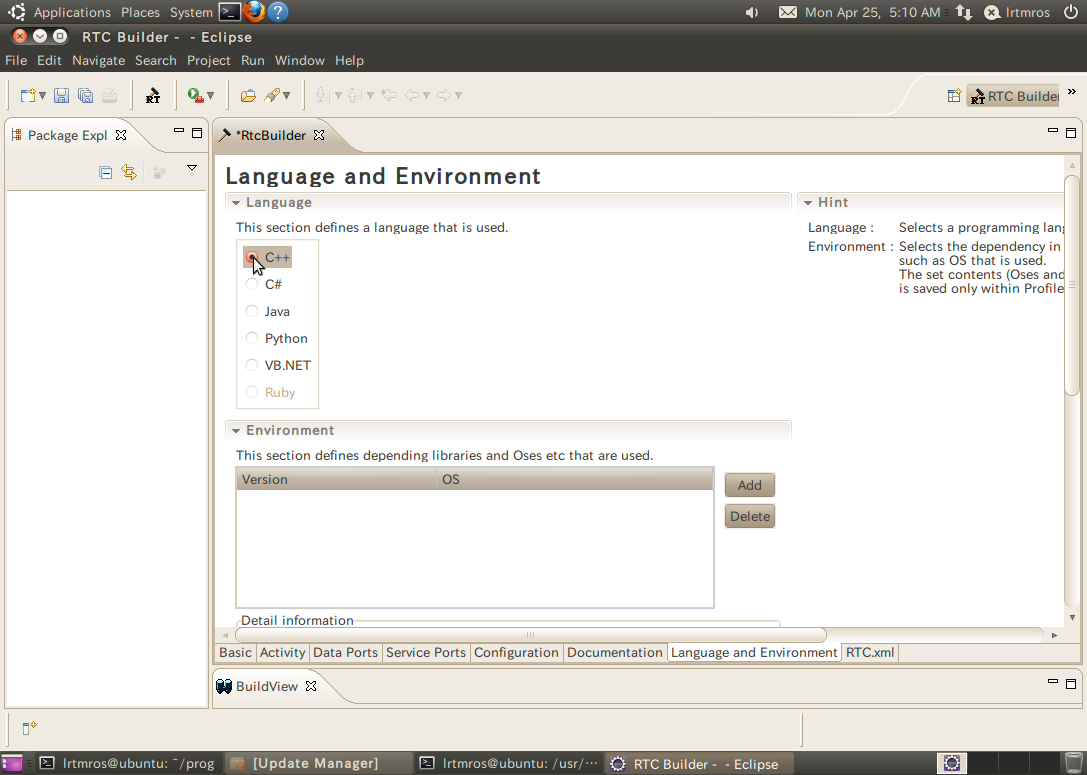 Applications Places System ? Mon Apr 25, 5:10 AM lrtmros
RTC Builder - - Eclipse
File Edit Navigate Search Project Run Window Help
RT RT RTC Builde »
Package Expl *RtcBuilder
Language and Environment
Language Hint
This section defines a language that is used. Language : Selects a programming lang
C++ Environment : Selects the dependency in
such as OS that is used.
C# The set contents (Oses and
is saved only within Profile
Java
Python
VB.NET
Ruby
Environment
This section defines depending libraries and Oses etc that are used.
Version OS Add
Delete
Detail information
Basic Activity Data Ports Service Ports Configuration Documentation Language and Environment RTC.xml
BuildView
lrtmros@ubuntu: ~/prog [Update Manager] lrtmros@ubuntu: /usr/··· RTC Builder - - Eclipse